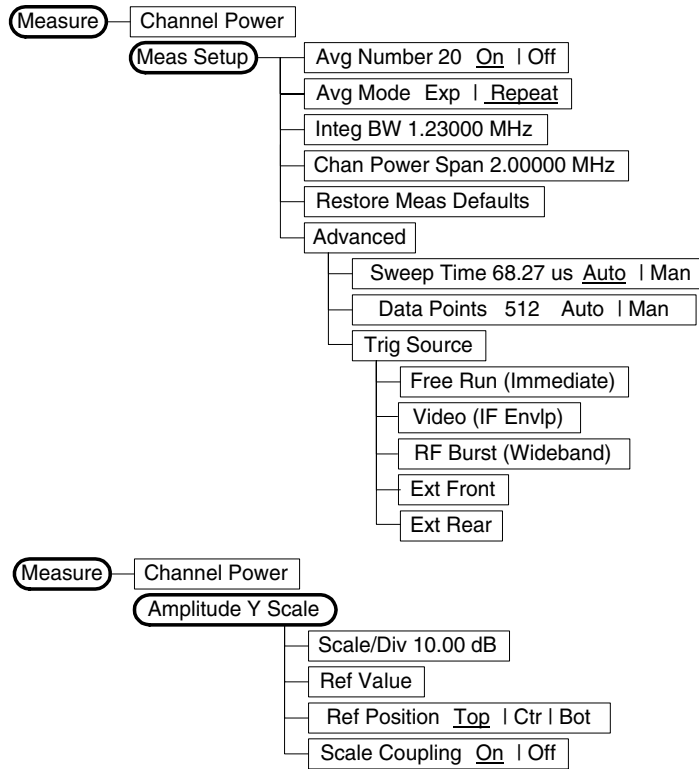 Measure
Channel Power
Meas Setup
Avg Number 20 On | Off
Avg Mode Exp | Repeat
Integ BW 1.23000 MHz
Chan Power Span 2.00000 MHz
Restore Meas Defaults
Advanced
Sweep Time 68.27 us Auto | Man
Data Points 512 Auto | Man
Trig Source
Free Run (Immediate)
Video (IF Envlp)
RF Burst (Wideband)
Ext Front
Ext Rear
Measure
Channel Power
Amplitude Y Scale
Scale/Div 10.00 dB
Ref Value
Ref Position Top | Ctr | Bot
Scale Coupling On | Off